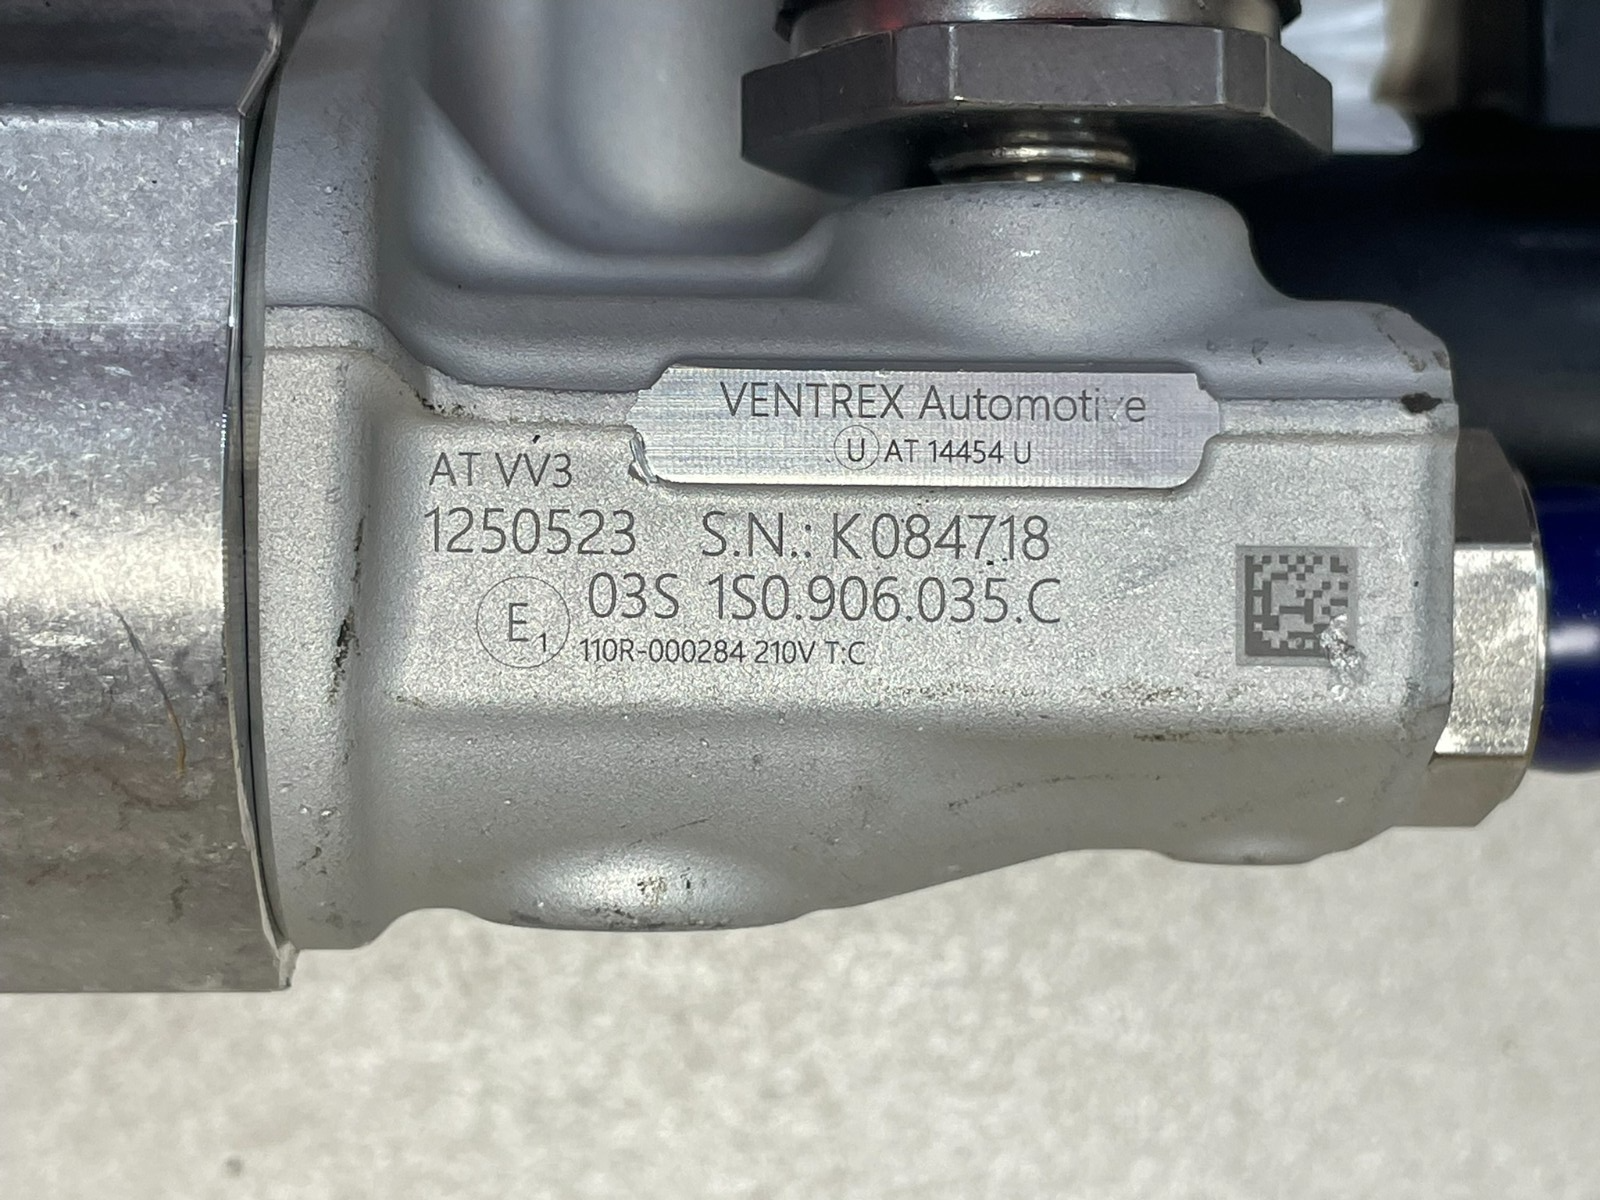 VENTREX Automotive
U AT 14454 U
AT VV3
1250523 S.N.: K084718
03S 1S0.906.035.C
E1
110R-000284 210V T:C